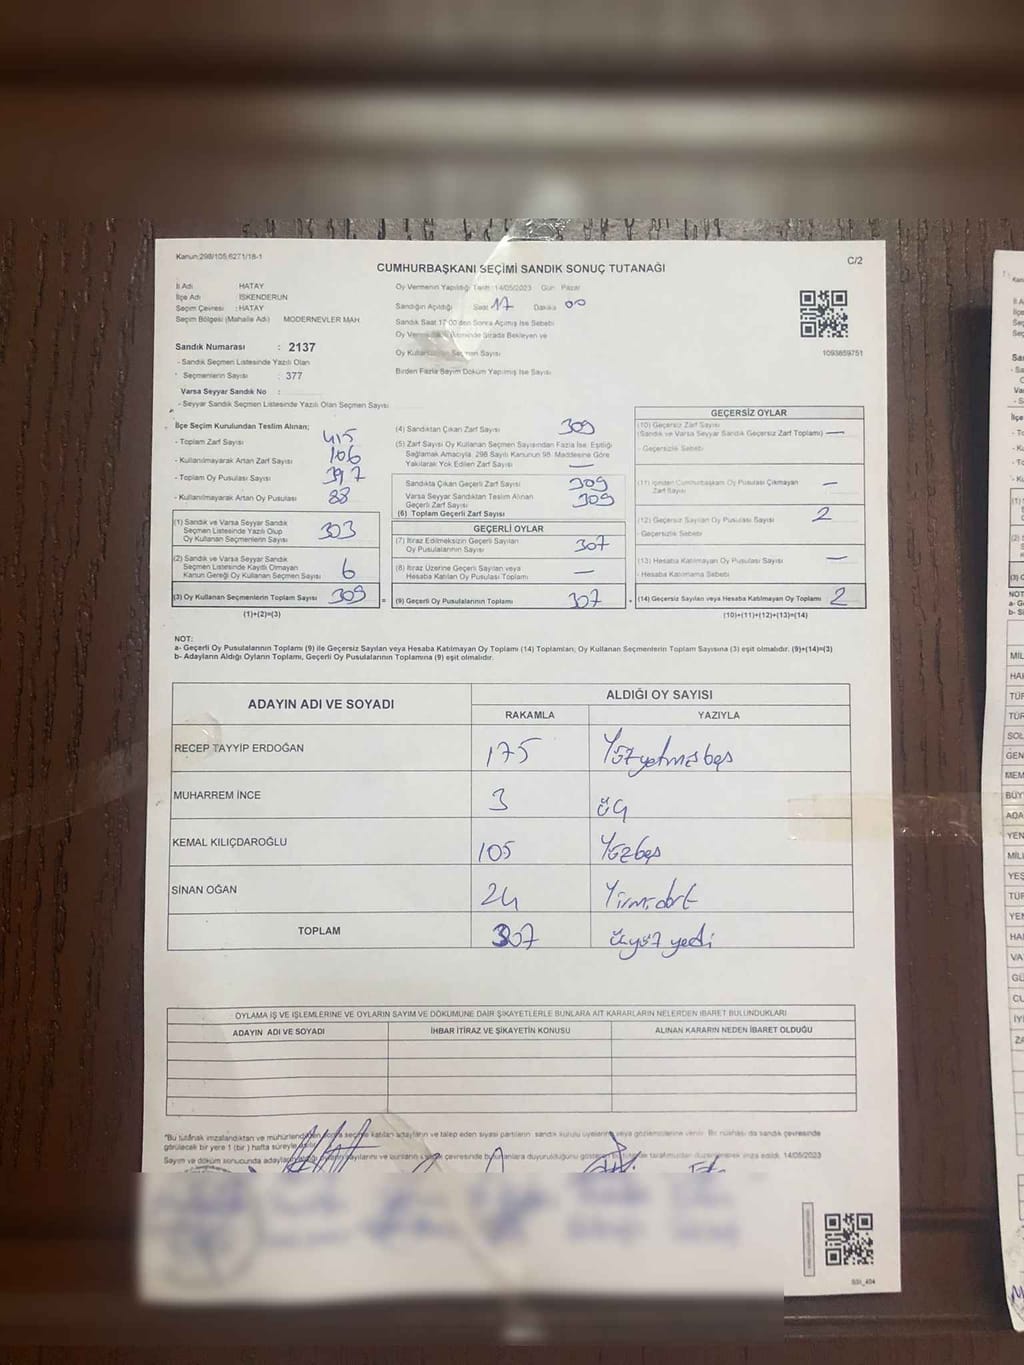 Kanun:298/105,6271/18-1
C/2
CUMHURBAŞKANI SEÇİMİ SANDIK SONUÇ TUTANAĞI
İl Adı HATAY
İlçe Adı İSKENDERUN
Seçim Çevresi : HATAY
Seçim Bölgesi (Mahalle Adı) MODERNEVLER MAH.
Sandık Numarası : 2137
- Sandık Seçmen Listesinde Yazılı Olan
Seçmenlerin Sayısı : 377
Varsa Seyyar Sandık No :
- Seyyar Sandık Seçmen Listesinde Yazılı Olan Seçmen Sayısı
Oy Vermenin Yapıldığı Tarih :14/05/2023 Gün: Pazar
Sandığın Açıldığı Saat 17 Dakika 00
Sandık Saat 17:00'den Sonra Açılmış İse Sebebi
Oy Verme Sırada Bekleyen ve
Oy Kullanan Seçmen Sayısı
Birden Fazla Sayım Döküm Yapılmış İse Sayısı
1093859751
İlçe Seçim Kurulundan Teslim Alınan;
- Toplam Zarf Sayısı 415
- Kullanılmayarak Artan Zarf Sayısı 106
- Toplam Oy Pusulası Sayısı 397
- Kullanılmayarak Artan Oy Pusulası 88
(1) Sandık ve Varsa Seyyar Sandık
Seçmen Listesinde Yazılı Olup
Oy Kullanan Seçmenlerin Sayısı 303
(2) Sandık ve Varsa Seyyar Sandık
Seçmen Listesinde Kayıtlı Olmayan
Kanun Gereği Oy Kullanan Seçmen Sayısı 6
(3) Oy Kullanan Seçmenlerin Toplam Sayısı 309
(1)+(2)=(3)
(4) Sandıktan Çıkan Zarf Sayısı 309
(5) Zarf Sayısı Oy Kullanan Seçmen Sayısından Fazla ise, Eşitliği
Sağlamak Amacıyla, 298 Sayılı Kanunun 98. Maddesine Göre
Yakılarak Yok Edilen Zarf Sayısı —
Sandıkta Çıkan Geçerli Zarf Sayısı 309
Varsa Seyyar Sandıktan Teslim Alınan
Geçerli Zarf Sayısı 309
(6) Toplam Geçerli Zarf Sayısı
GEÇERLİ OYLAR
(7) İtiraz Edilmeksizin Geçerli Sayılan
Oy Pusulalarının Sayısı 307
(8) İtiraz Üzerine Geçerli Sayılan veya
Hesaba Katılan Oy Pusulası Toplamı —
= (9) Geçerli Oy Pusulalarının Toplamı 307
GEÇERSİZ OYLAR
(10) Geçersiz Zarf Sayısı
(Sandık ve Varsa Seyyar Sandık Geçersiz Zarf Toplamı) —
- Geçersizlik Sebebi
(11) İçinden Cumhurbaşkanı Oy Pusulası Çıkmayan
Zarf Sayısı —
(12) Geçersiz Sayılan Oy Pusulası Sayısı 2
- Geçersizlik Sebebi
(13) Hesaba Katılmayan Oy Pusulası Sayısı —
- Hesaba Katılmama Sebebi
+ (14) Geçersiz Sayılan veya Hesaba Katılmayan Oy Toplamı 2
(10)+(11)+(12)+(13)=(14)
NOT:
a- Geçerli Oy Pusulalarının Toplamı (9) ile Geçersiz Sayılan veya Hesaba Katılmayan Oy Toplamı (14) Toplamları, Oy Kullanan Seçmenlerin Toplam Sayısına (3) eşit olmalıdır. (9)+(14)=(3)
b- Adayların Aldığı Oyların Toplamı, Geçerli Oy Pusulalarının Toplamına (9) eşit olmalıdır.
ADAYIN ADI VE SOYADI ALDIĞI OY SAYISI
RAKAMLA YAZIYLA
RECEP TAYYİP ERDOĞAN 175 Yüzyetmişbeş
MUHARREM İNCE 3 üç
KEMAL KILIÇDAROĞLU 105 Yüzbeş
SİNAN OĞAN 24 Yirmidört
TOPLAM 307 üçyüz yedi
OYLAMA İŞ VE İŞLEMLERİNE VE OYLARIN SAYIM VE DÖKÜMÜNE DAİR ŞİKAYETLERLE BUNLARA AİT KARARLARIN NELERDEN İBARET BULUNDUKLARI
ADAYIN ADI VE SOYADI İHBAR İTİRAZ VE ŞİKAYETİN KONUSU ALINAN KARARIN NEDEN İBARET OLDUĞU
"Bu tutanak imzalandıktan ve mühürlendikten sonra seçime katılan adayların ve talep eden siyasi partilerin sandık kurulu üyelerine veya gözlemcilerine verilir. Bir nüshası da sandık çevresinde
görülecek bir yere 1 (bir) hafta süreyle asılır."
Sayım ve döküm sonucunda adayların sayılarını ve bunların çevresinde duyurulduğunu gösteren bu tutanak tarafımızdan düzenlenerek imza edildi. 14/05/2023